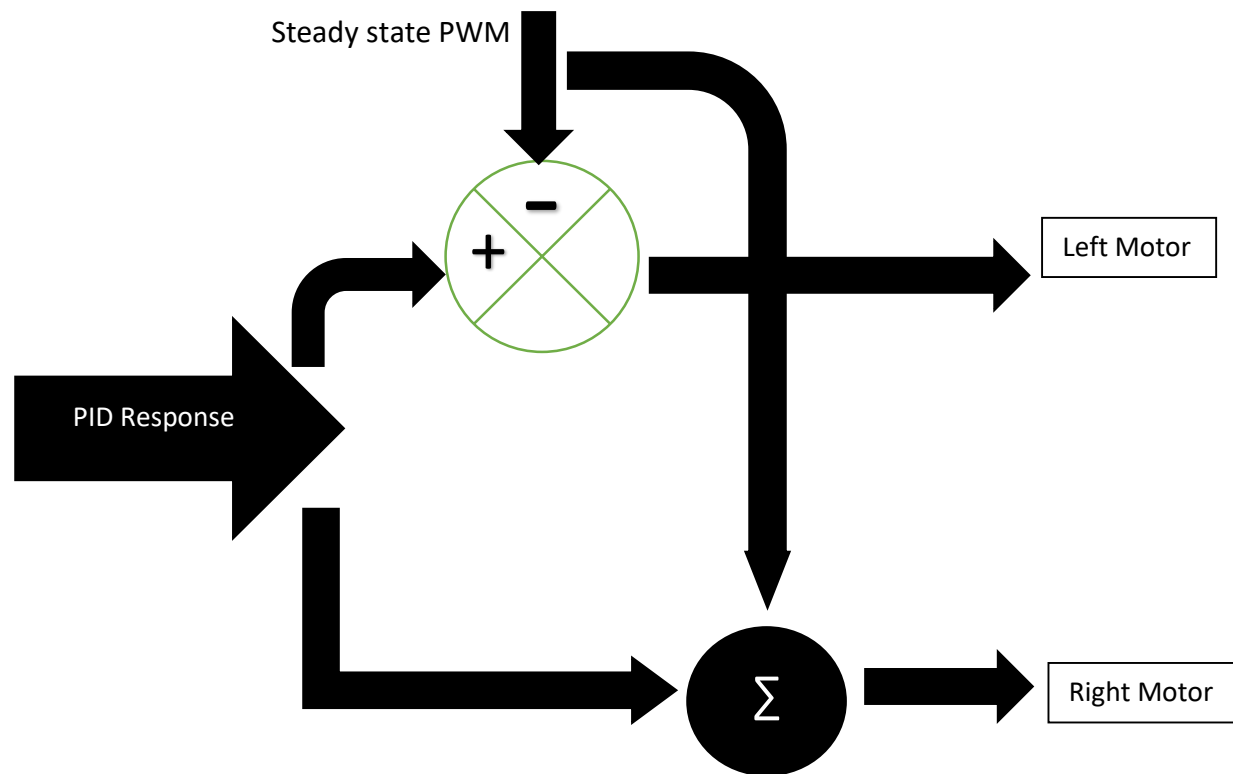 Steady state PWM
−
+
Left Motor
PID Response
Σ
Right Motor